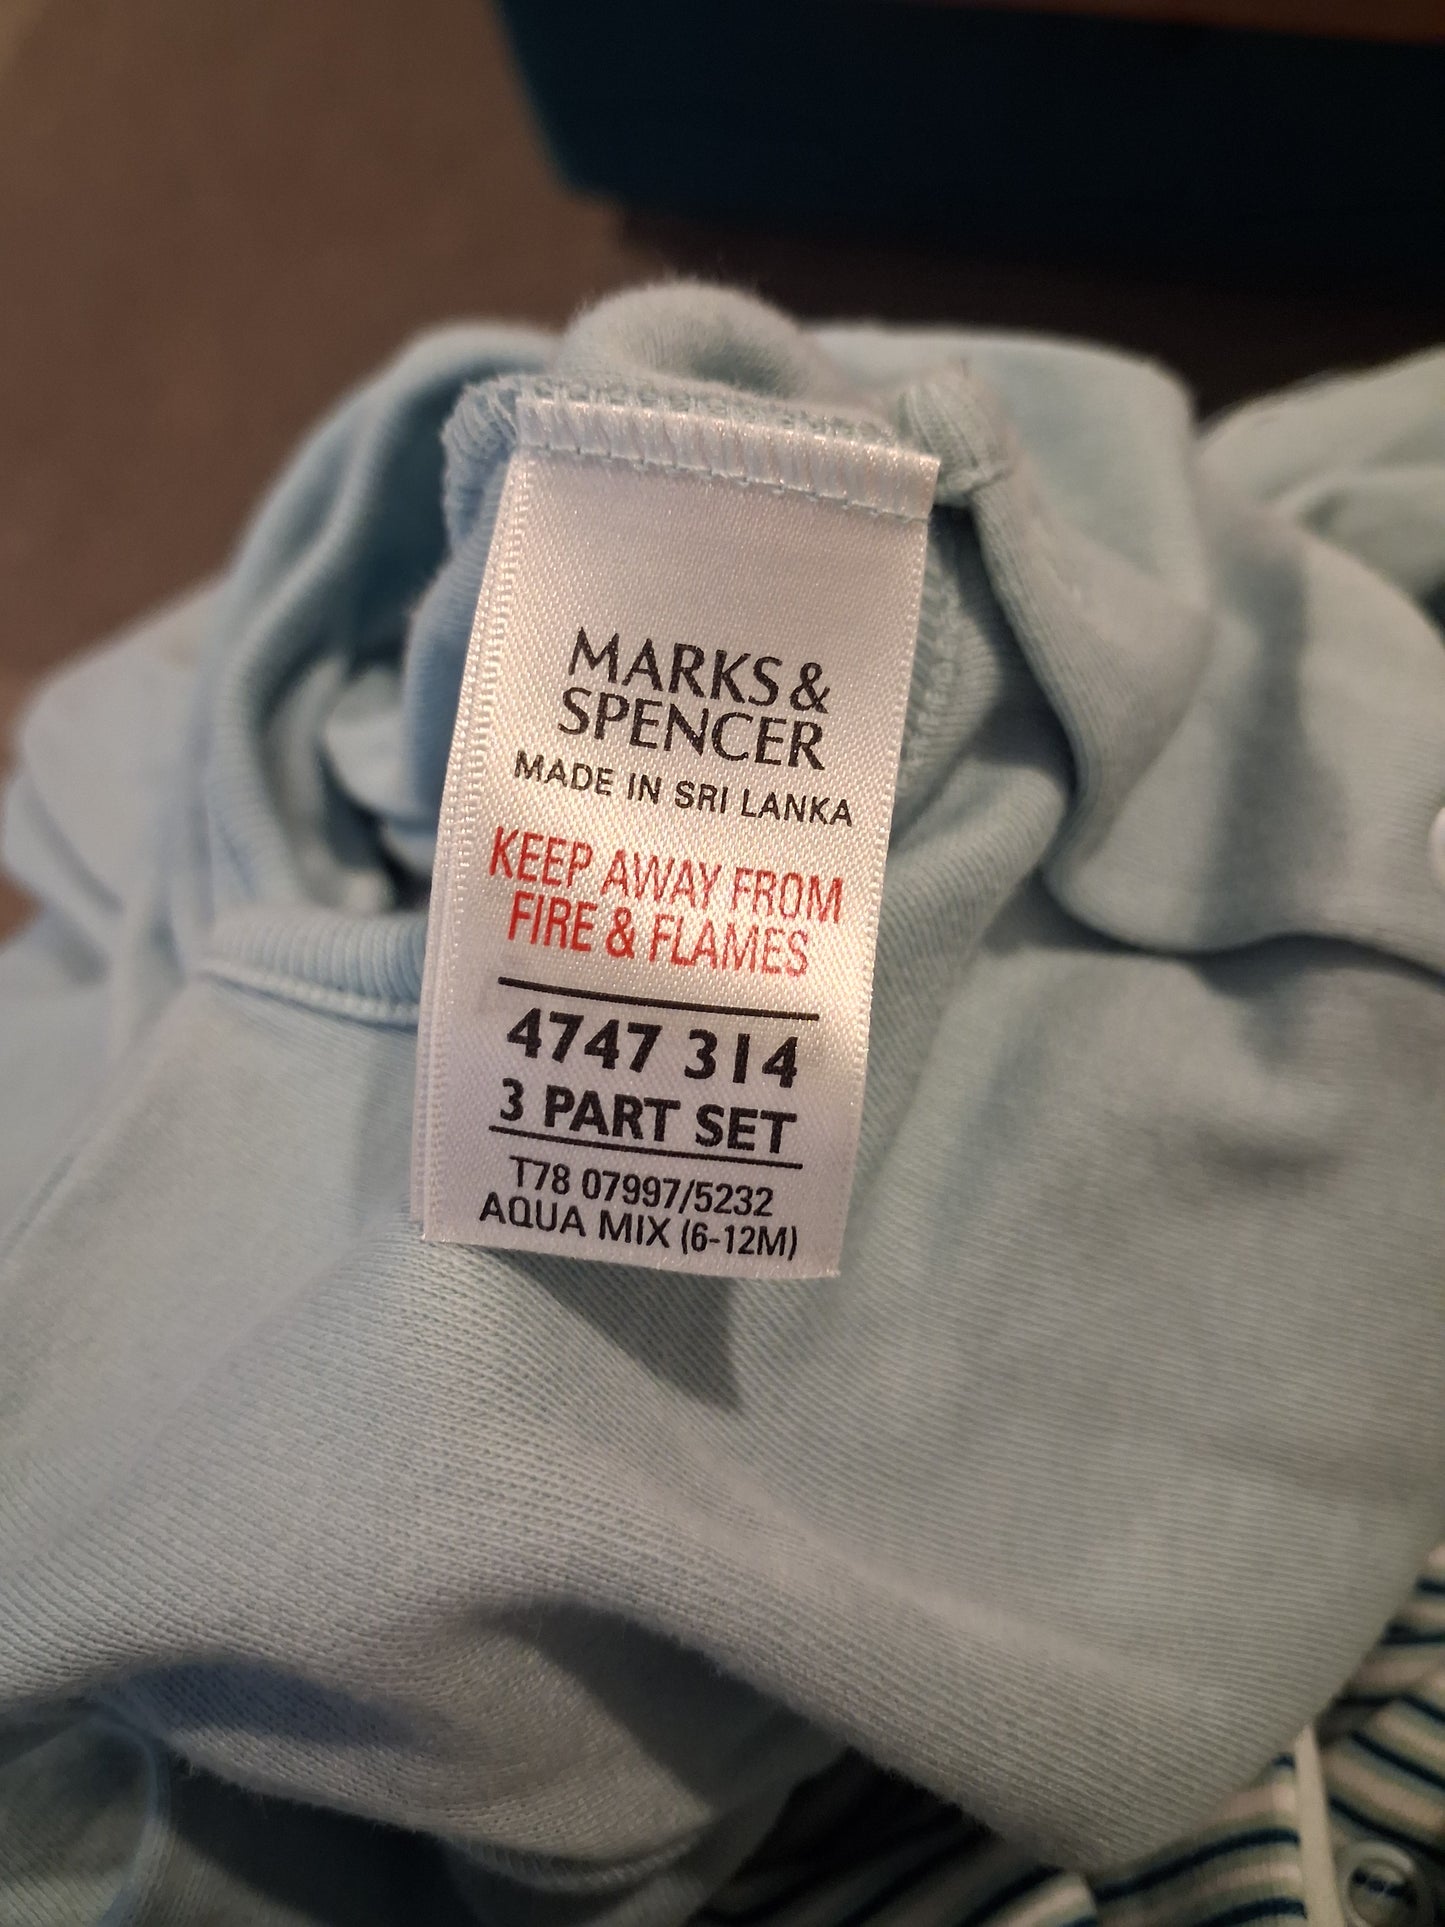 MARKS &
SPENCER
MADE IN SRI LANKA
KEEP AWAY FROM
FIRE & FLAMES
4747 314
3 PART SET
T78 07997/5232
AQUA MIX (6-12M)